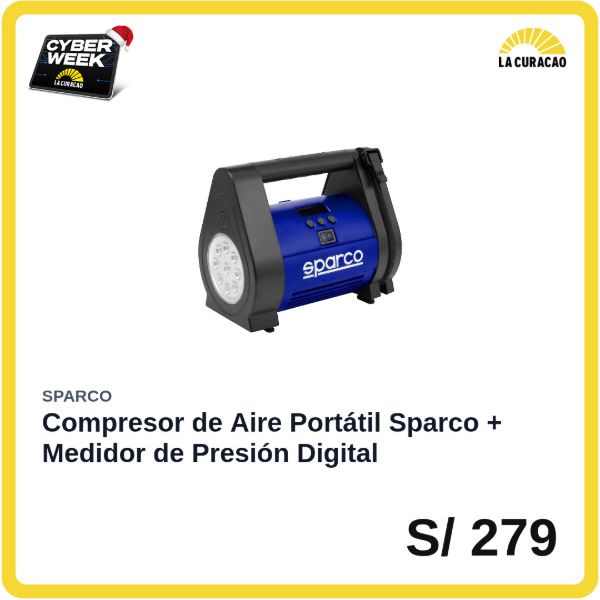 CYBER
WEEK
LA CURACAO
LA CURACAO
sparco
SPARCO
Compresor de Aire Portátil Sparco +
Medidor de Presión Digital
S/ 279